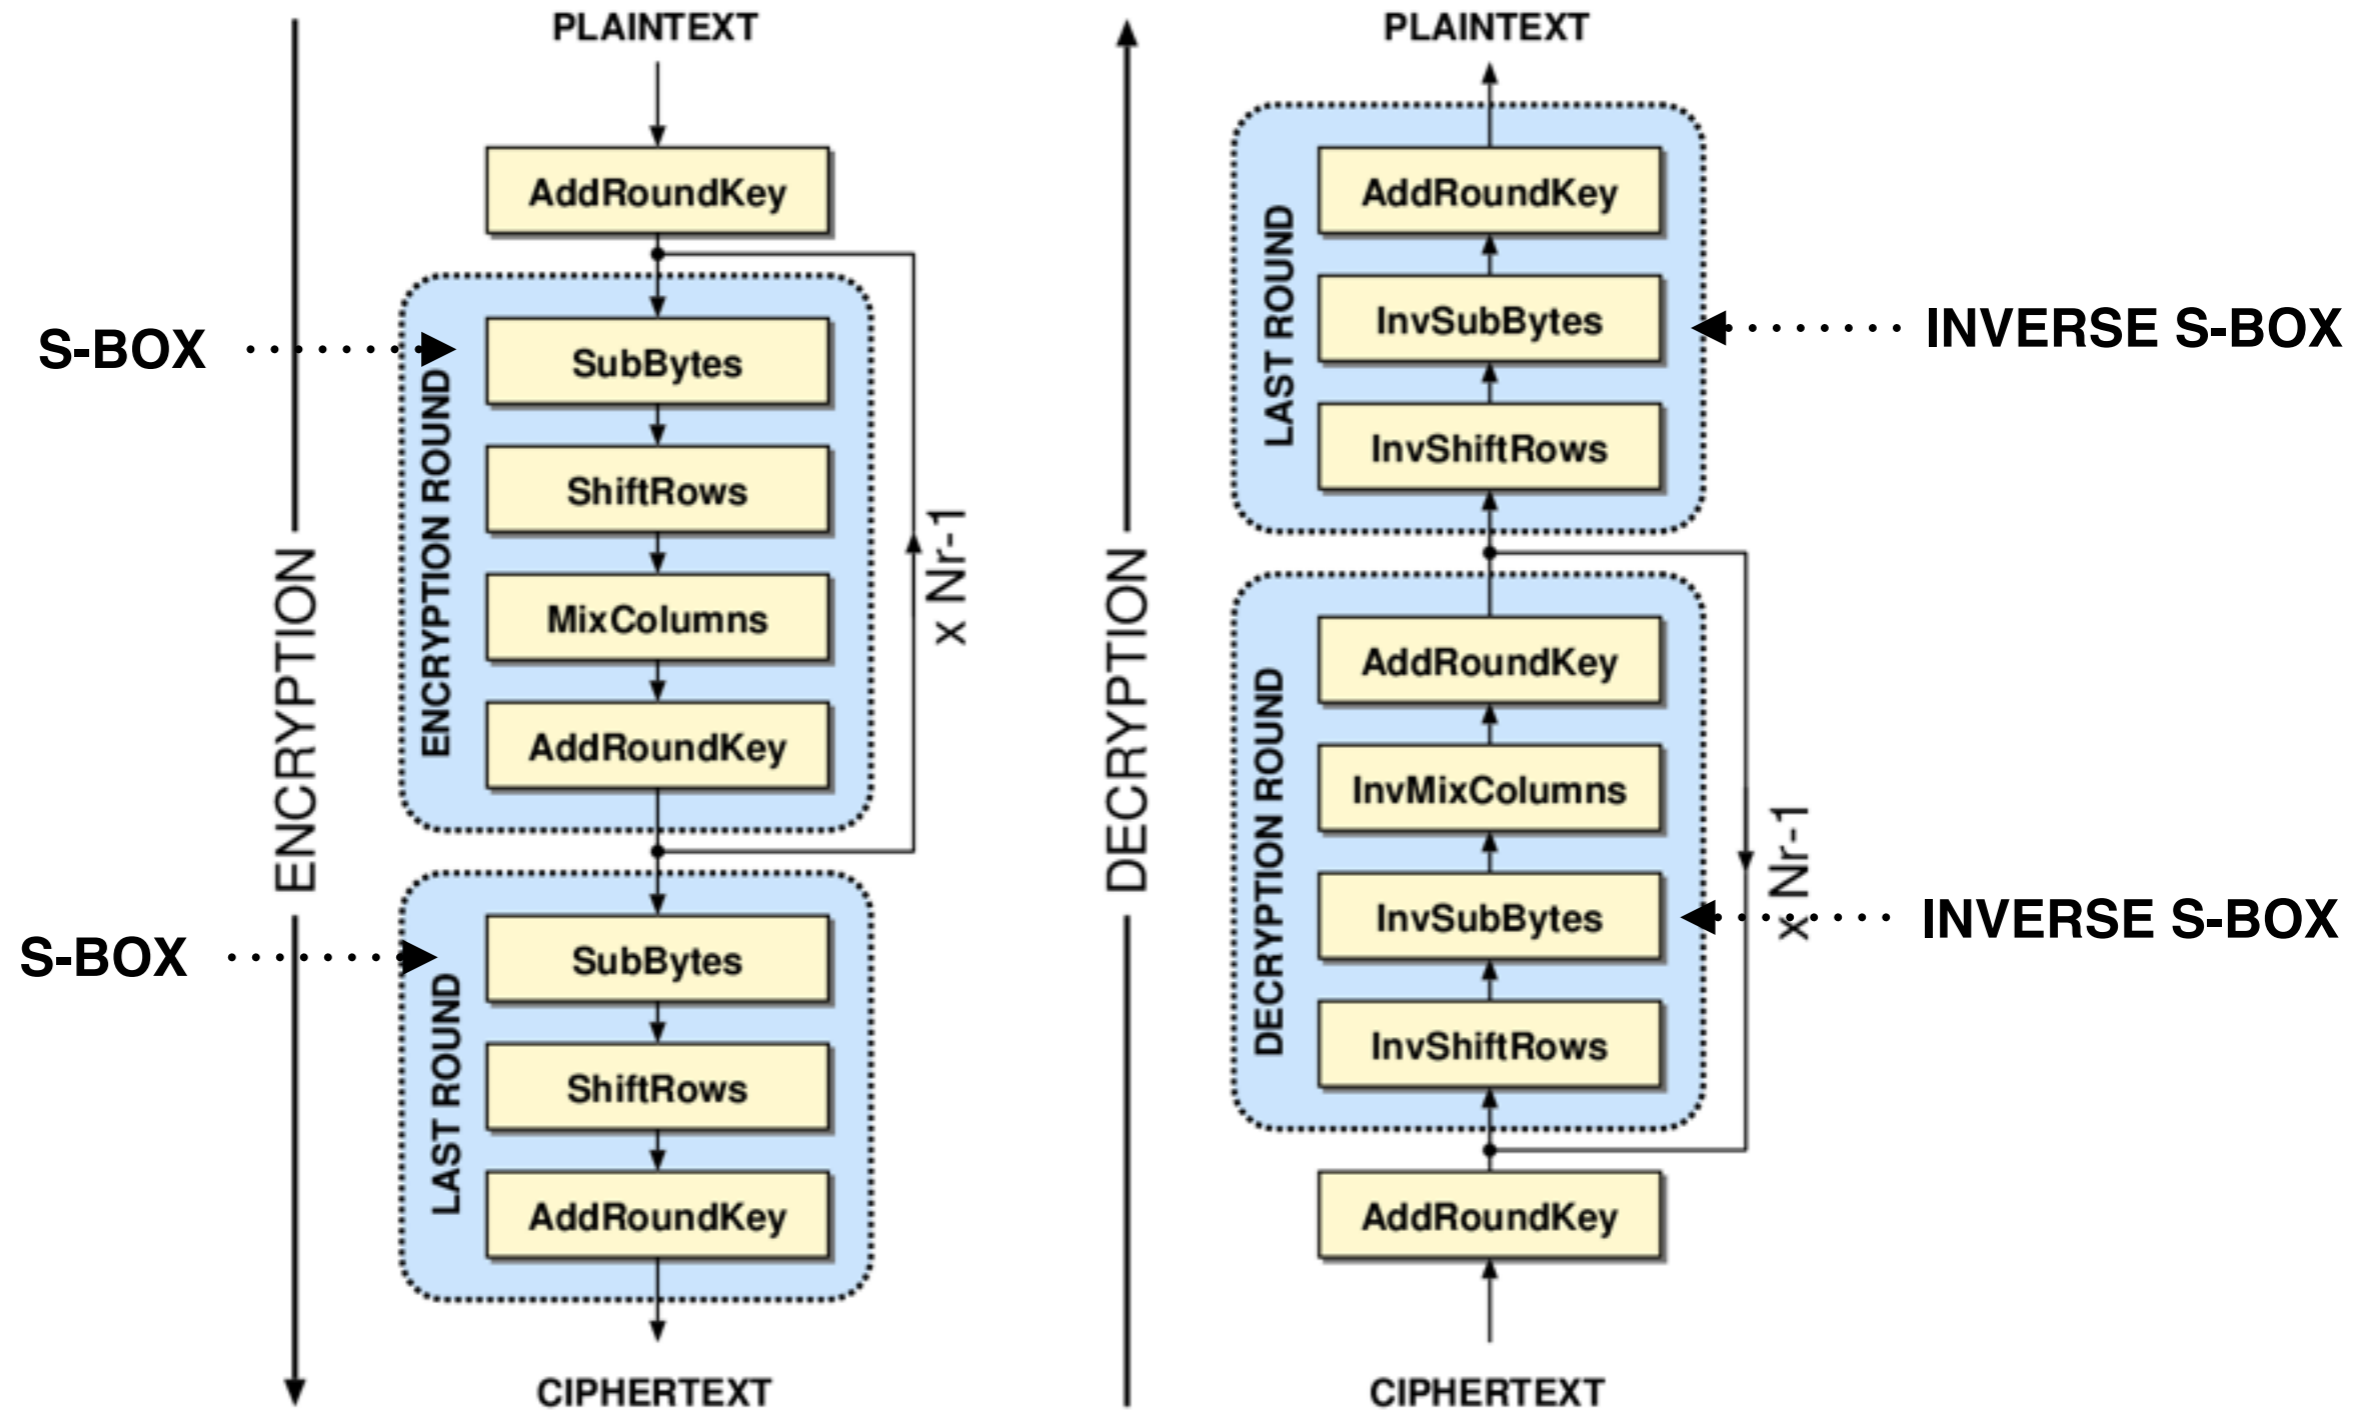 PLAINTEXT
AddRoundKey
S-BOX
ENCRYPTION ROUND
SubBytes
ShiftRows
MixColumns
AddRoundKey
x Nr-1
ENCRYPTION
S-BOX
LAST ROUND
SubBytes
ShiftRows
AddRoundKey
CIPHERTEXT
PLAINTEXT
LAST ROUND
AddRoundKey
InvSubBytes
INVERSE S-BOX
InvShiftRows
DECRYPTION
DECRYPTION ROUND
AddRoundKey
InvMixColumns
InvSubBytes
INVERSE S-BOX
InvShiftRows
x Nr-1
AddRoundKey
CIPHERTEXT